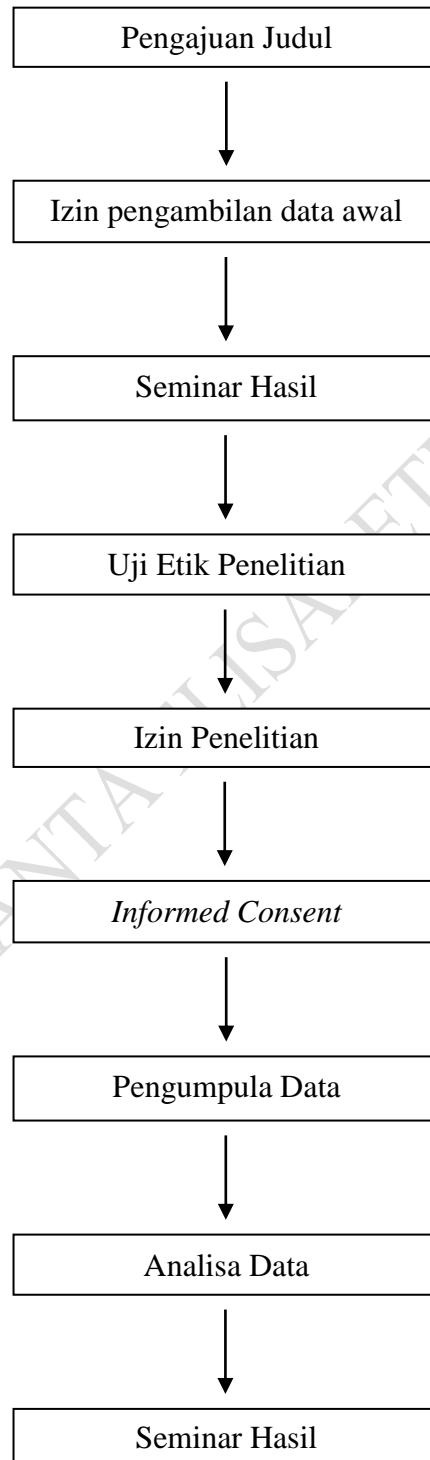 Pengajuan Judul
Izin pengambilan data awal
Seminar Hasil
Uji Etik Penelitian
Izin Penelitian
Informed Consent
Pengumpula Data
Analisa Data
Seminar Hasil